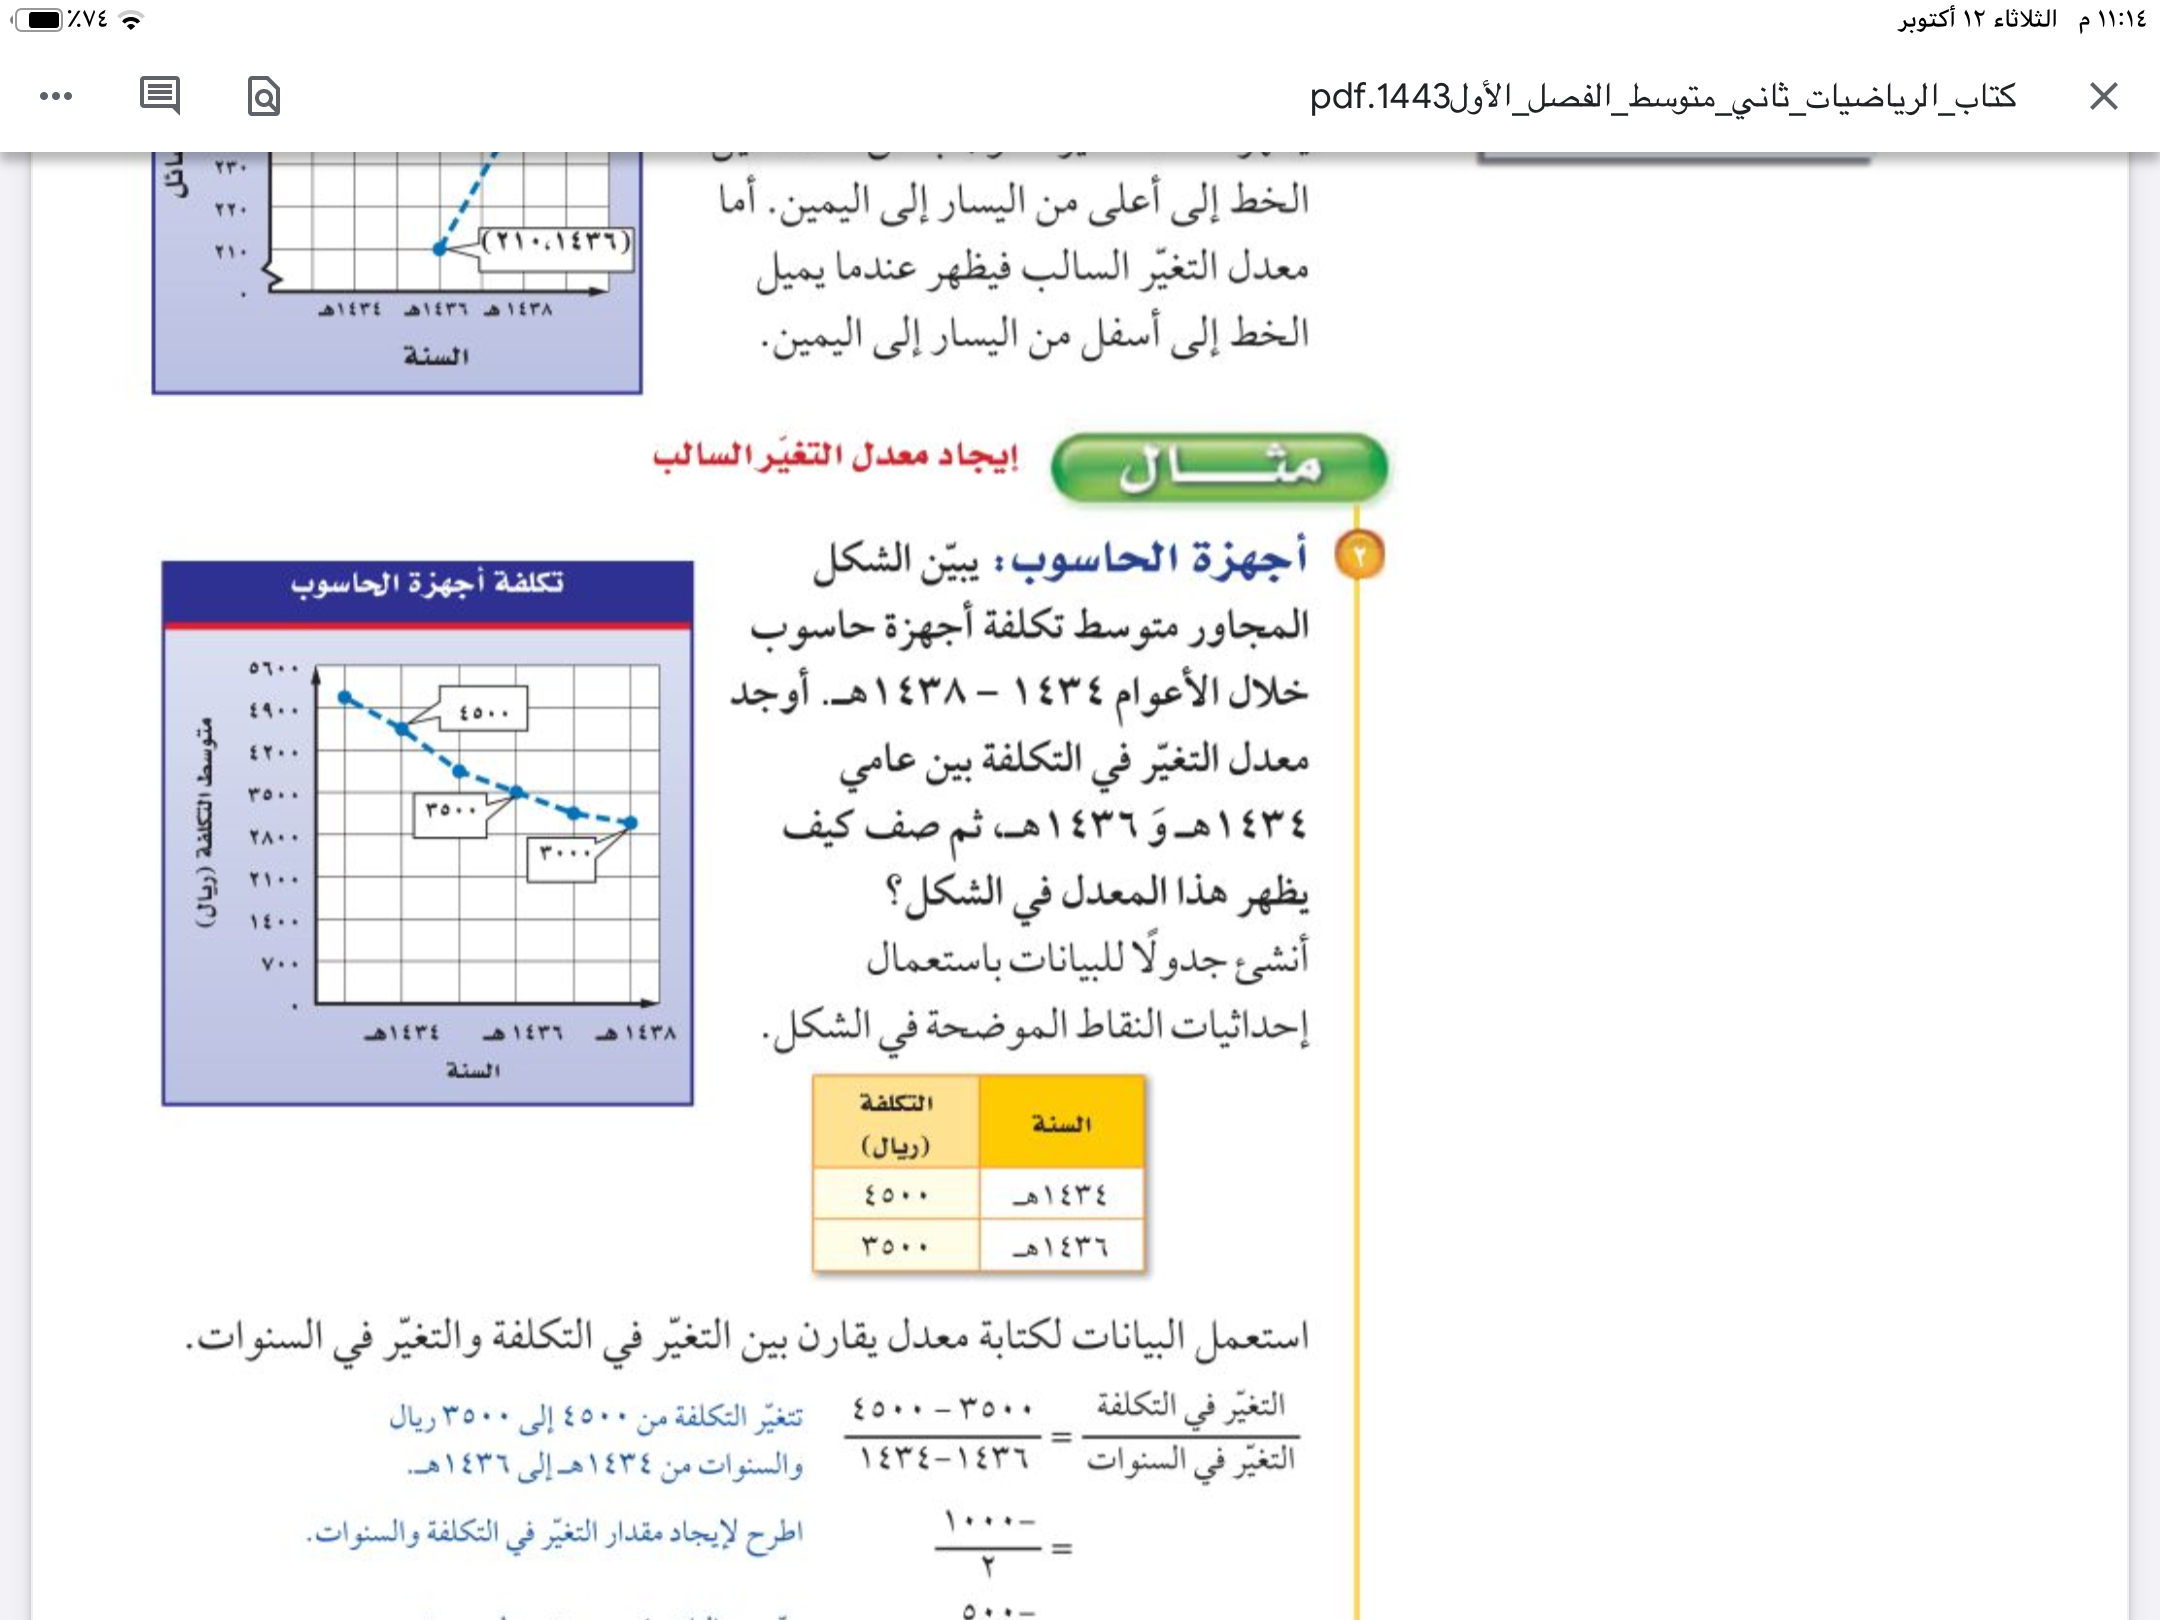 ١١:١٤ م الثلاثاء ١٢ أكتوبر
٧٤٪
كتاب_الرياضيات_ثاني_متوسط_الفصل_الأول1443.pdf
الخط إلى أعلى من اليسار إلى اليمين. أما
معدل التغيّر السالب فيظهر عندما يميل
الخط إلى أسفل من اليسار إلى اليمين.
٢٣٠
٢٢٠
٢١٠
٠
(٢١٠،١٤٣٦)
١٤٣٤هـ ١٤٣٦هـ ١٤٣٨هـ
السنة
مثـــال
إيجاد معدل التغيّر السالب
٢
أجهزة الحاسوب: يبيّن الشكل
المجاور متوسط تكلفة أجهزة حاسوب
خلال الأعوام ١٤٣٤ – ١٤٣٨هـ. أوجد
معدل التغيّر في التكلفة بين عامي
١٤٣٤هـ وَ ١٤٣٦هـ، ثم صف كيف
يظهر هذا المعدل في الشكل؟
أنشئ جدولًا للبيانات باستعمال
إحداثيات النقاط الموضحة في الشكل.
تكلفة أجهزة الحاسوب
متوسط التكلفة (ريال)
٥٦٠٠
٤٩٠٠
٤٢٠٠
٣٥٠٠
٢٨٠٠
٢١٠٠
١٤٠٠
٧٠٠
٠
٤٥٠٠
٣٥٠٠
٣٠٠٠
١٤٣٤هـ ١٤٣٦هـ ١٤٣٨هـ
السنة
السنة التكلفة (ريال)
١٤٣٤هـ ٤٥٠٠
١٤٣٦هـ ٣٥٠٠
استعمل البيانات لكتابة معدل يقارن بين التغيّر في التكلفة والتغيّر في السنوات.
التغيّر في التكلفة = ٣٥٠٠ – ٤٥٠٠
التغيّر في السنوات ١٤٣٦–١٤٣٤
تتغيّر التكلفة من ٤٥٠٠ إلى ٣٥٠٠ ريال
والسنوات من ١٤٣٤هـ إلى ١٤٣٦هـ.
= –١٠٠٠
٢
اطرح لإيجاد مقدار التغيّر في التكلفة والسنوات.
–٥٠٠